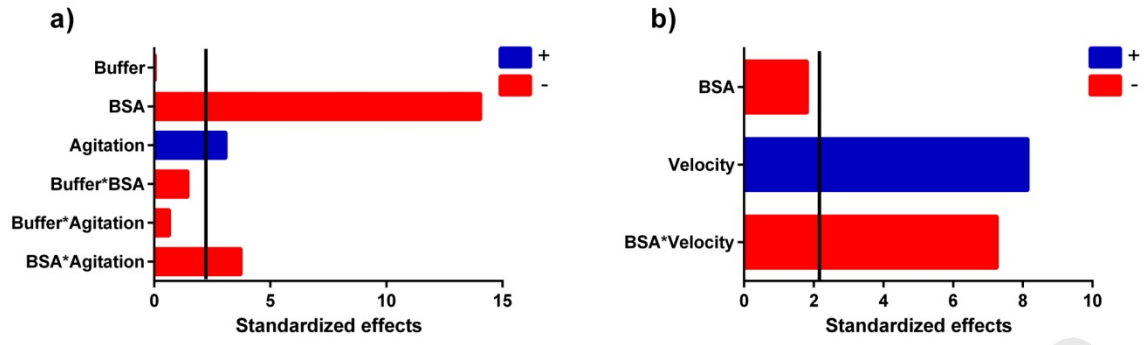 a)
+
-
Buffer
BSA
Agitation
Buffer*BSA
Buffer*Agitation
BSA*Agitation
0
5
10
15
Standardized effects
b)
+
-
BSA
Velocity
BSA*Velocity
0
2
4
6
8
10
Standardized effects